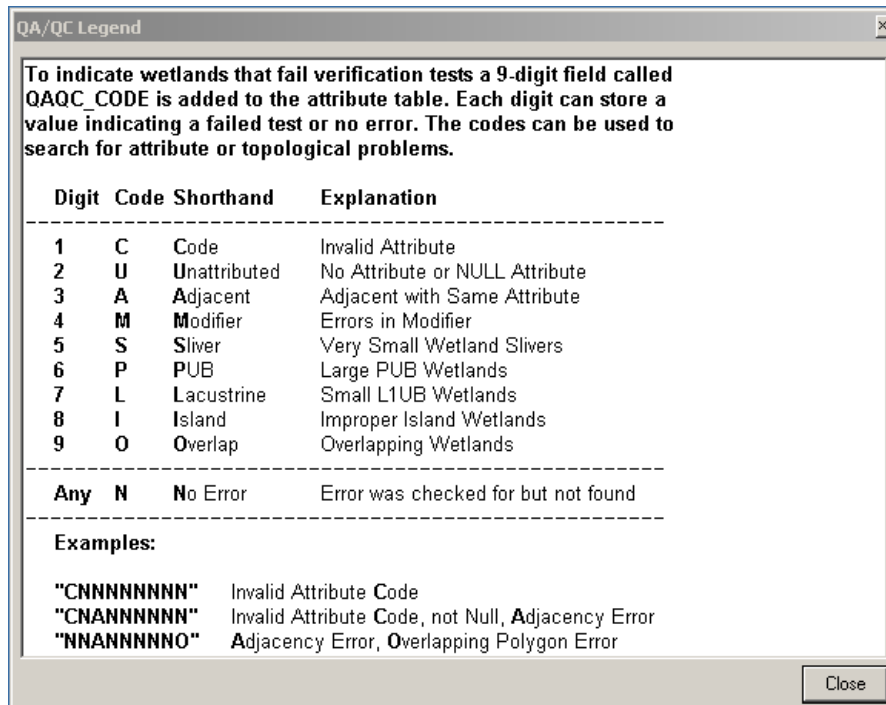 QA/QC Legend
To indicate wetlands that fail verification tests a 9-digit field called
QAQC_CODE is added to the attribute table. Each digit can store a
value indicating a failed test or no error. The codes can be used to
search for attribute or topological problems.
Digit Code Shorthand Explanation
1 C Code Invalid Attribute
2 U Unattributed No Attribute or NULL Attribute
3 A Adjacent Adjacent with Same Attribute
4 M Modifier Errors in Modifier
5 S Sliver Very Small Wetland Slivers
6 P PUB Large PUB Wetlands
7 L Lacustrine Small L1UB Wetlands
8 I Island Improper Island Wetlands
9 O Overlap Overlapping Wetlands
Any N No Error Error was checked for but not found
Examples:
"CNNNNNNNN" Invalid Attribute Code
"CNANNNNNN" Invalid Attribute Code, not Null, Adjacency Error
"NNANNNNNO" Adjacency Error, Overlapping Polygon Error
Close